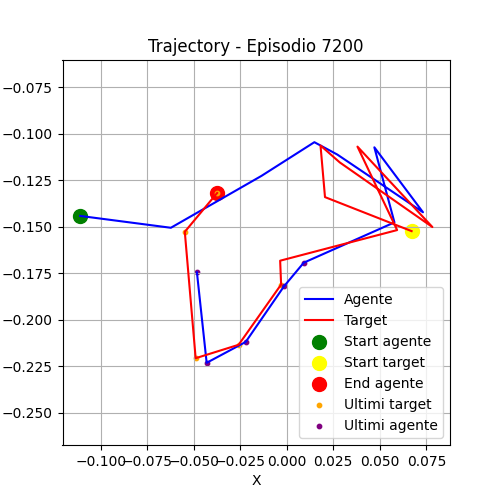 Trajectory - Episodio 7200
−0.075
−0.100
−0.125
−0.150
−0.175
−0.200
−0.225
−0.250
Agente
Target
Start agente
Start target
End agente
Ultimi target
Ultimi agente
−0.100 −0.075 −0.050 −0.025 0.000 0.025 0.050 0.075
X